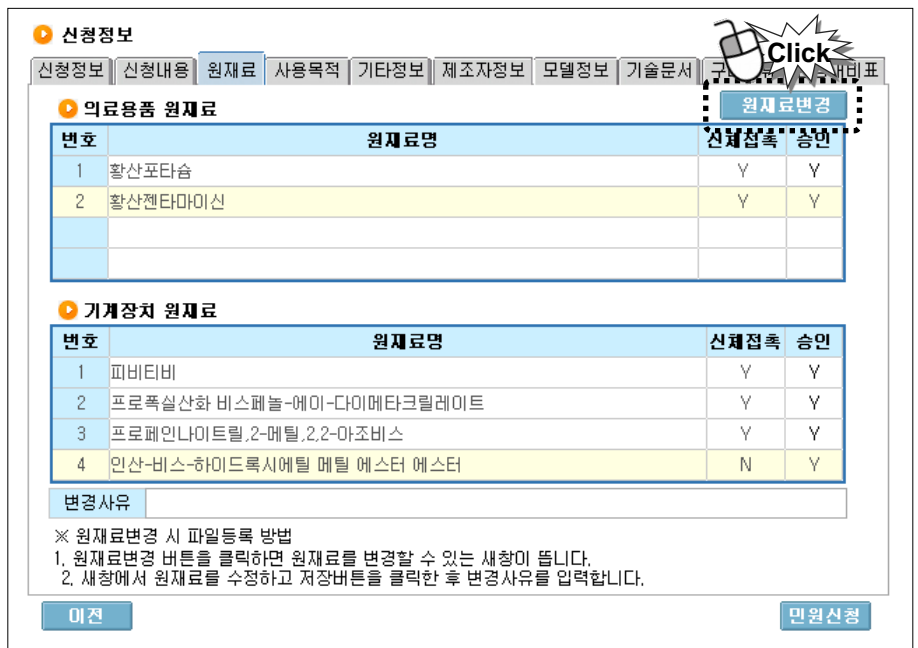 신청정보
신청정보 신청내용 원재료 사용목적 기타정보 제조자정보 모델정보 기술문서
Click
의료용품 원재료
원재료변경
번호 원재료명 신체접촉 승인
1 황산포타슘 Y Y
2 황산젠타마이신 Y Y
기계장치 원재료
번호 원재료명 신체접촉 승인
1 피비티비 Y Y
2 프로폭실산화 비스페놀-에이-다이메타크릴레이트 Y Y
3 프로페인나이트릴,2-메틸,2,2-아조비스 Y Y
4 인산-비스-하이드록시에틸 메틸 에스터 에스터 N Y
변경사유
※ 원재료변경 시 파일등록 방법
1. 원재료변경 버튼을 클릭하면 원재료를 변경할 수 있는 새창이 뜹니다.
2. 새창에서 원재료를 수정하고 저장버튼을 클릭한 후 변경사유를 입력합니다.
이전 민원신청